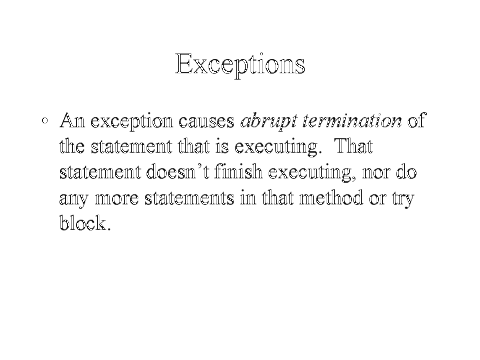 Exceptions
◦ An exception causes abrupt termination of
the statement that is executing.  That
statement doesn't finish executing, nor do
any more statements in that method or try
block.